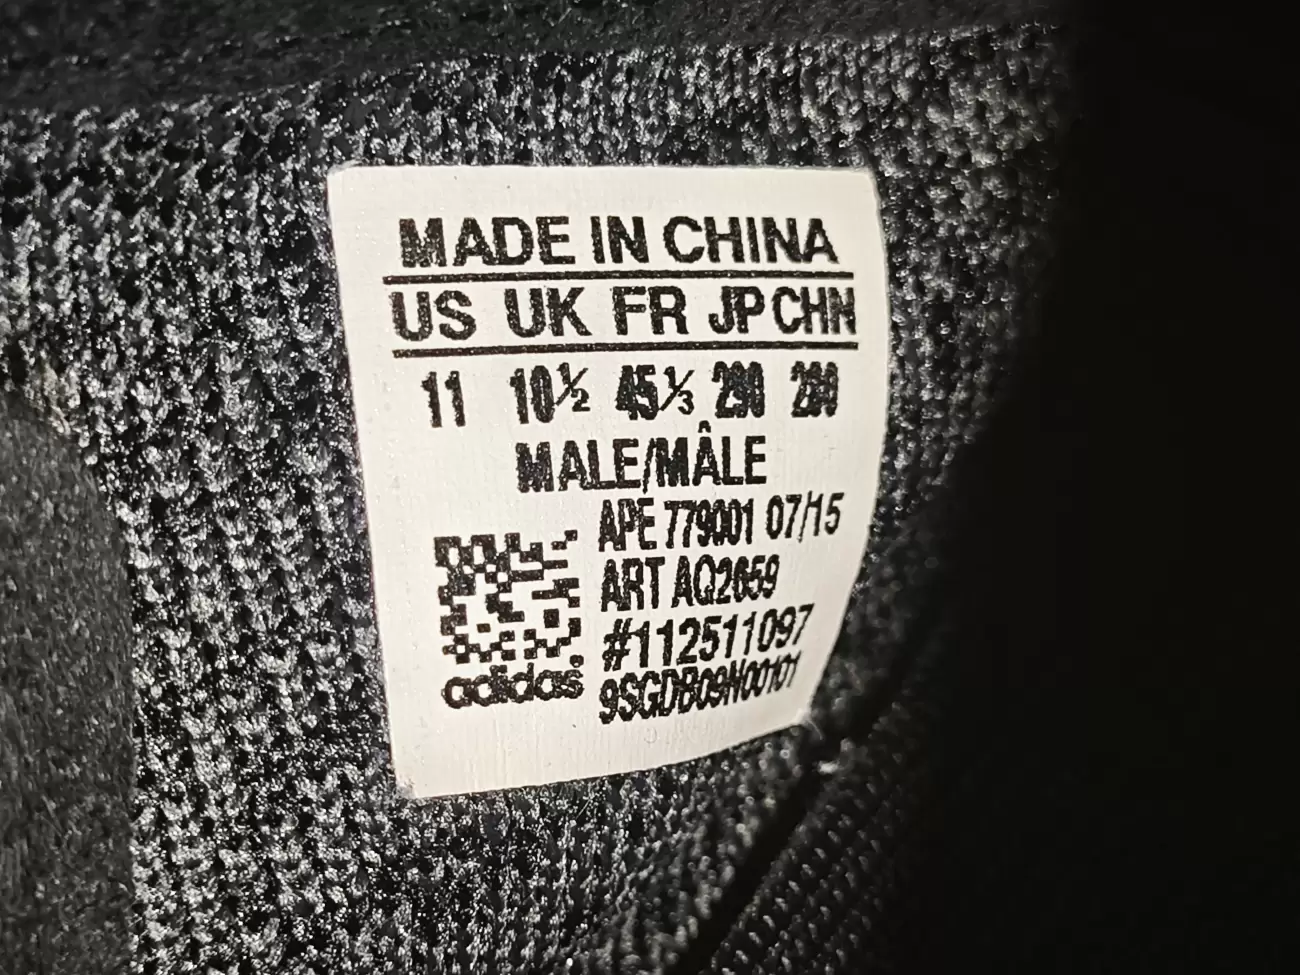 MADE IN CHINA
US UK FR JP CHN
11 10½ 45⅓ 290 290
MALE/MÂLE
APE 779001 07/15
ART AQ2659
#112511097
adidas® 9SGDB09N00101